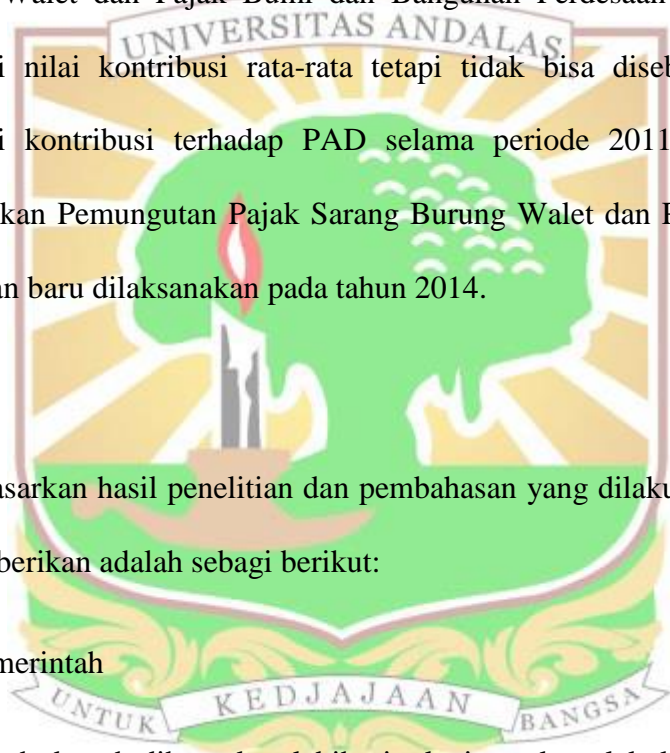 Walet dan Pajak Bumi dan Bangunan Perdesaan
UNIVERSITAS ANDALAS
i nilai kontribusi rata-rata tetapi tidak bisa diseb
i kontribusi terhadap PAD selama periode 2011
kan Pemungutan Pajak Sarang Burung Walet dan
an baru dilaksanakan pada tahun 2014.
asarkan hasil penelitian dan pembahasan yang dilaku
berikan adalah sebagi berikut:
merintah
UNTUK KEDJAJAAN BANGSA